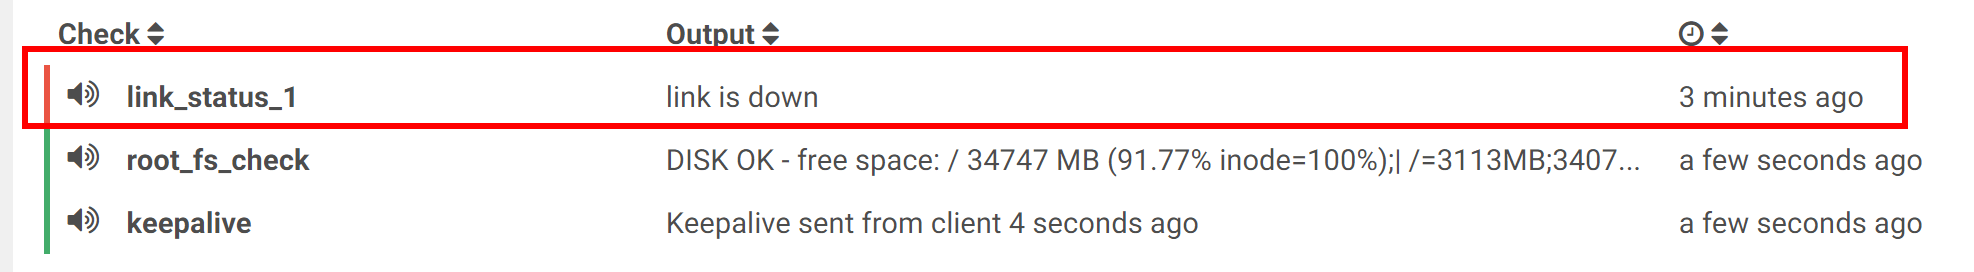 Check Output
link_status_1 link is down 3 minutes ago
root_fs_check DISK OK - free space: / 34747 MB (91.77% inode=100%);| /=3113MB;3407... a few seconds ago
keepalive Keepalive sent from client 4 seconds ago a few seconds ago